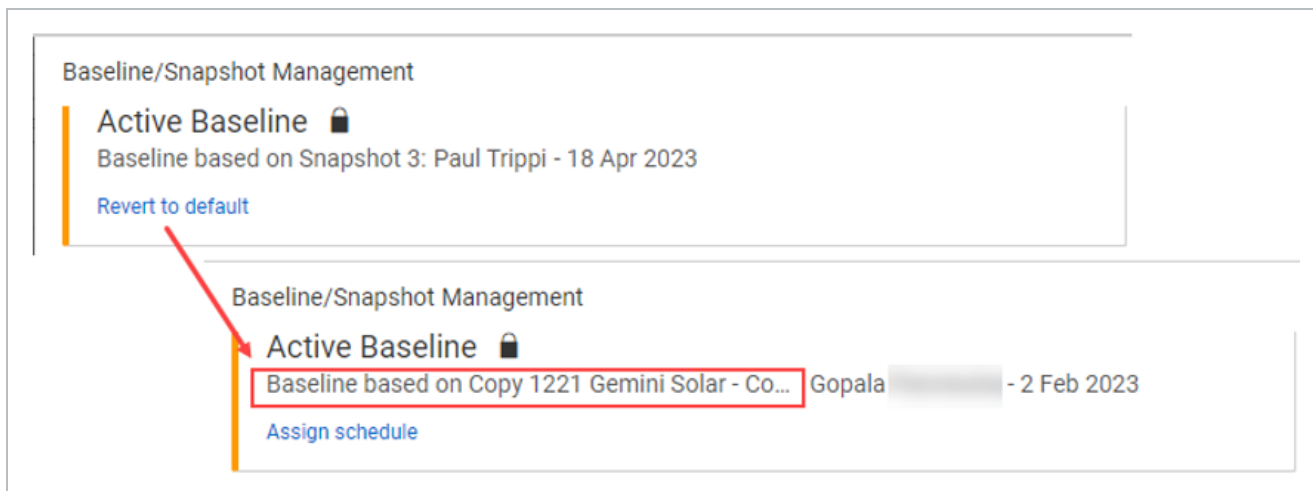 Baseline/Snapshot Management
Active Baseline
Baseline based on Snapshot 3: Paul Trippi - 18 Apr 2023
Revert to default
Baseline/Snapshot Management
Active Baseline
Baseline based on Copy 1221 Gemini Solar - Co... Gopala - 2 Feb 2023
Assign schedule